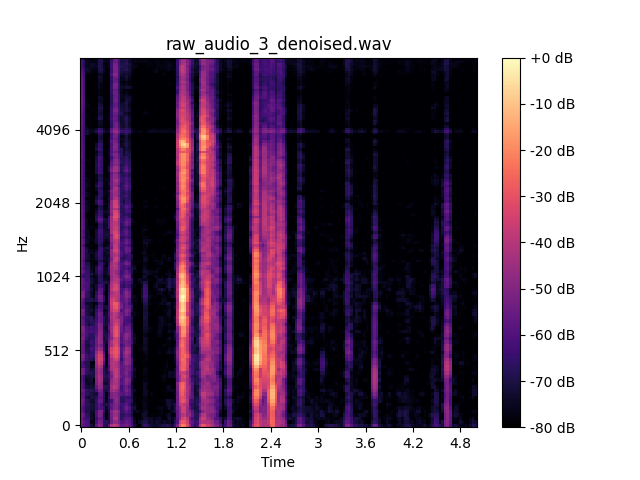 raw_audio_3_denoised.wav
Hz
4096
2048
1024
512
0
0 0.6 1.2 1.8 2.4 3 3.6 4.2 4.8
Time
+0 dB
-10 dB
-20 dB
-30 dB
-40 dB
-50 dB
-60 dB
-70 dB
-80 dB